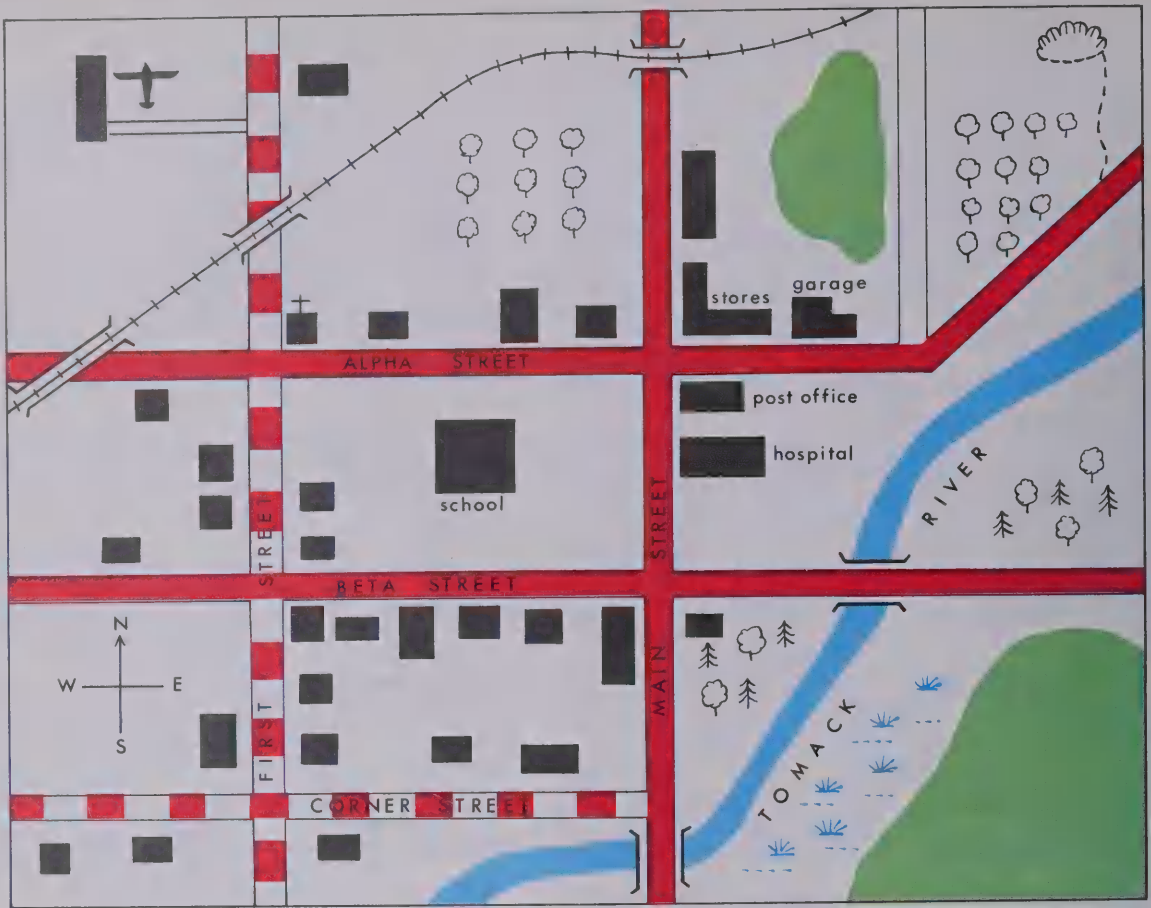 stores
garage
ALPHA STREET
post office
hospital
school
RIVER
STREET
STREET
BETA STREET
N
W E
S
MAIN
FIRST
TOMACK
CORNER STREET